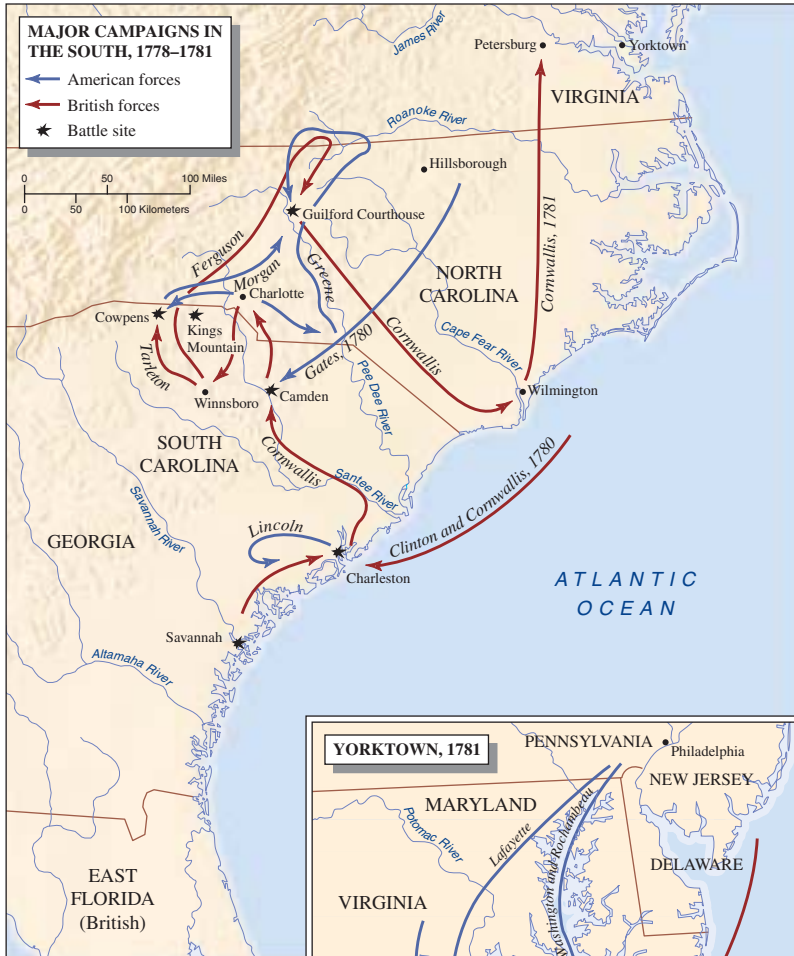 MAJOR CAMPAIGNS IN
THE SOUTH, 1778–1781
American forces
British forces
Battle site
0 50 100 Miles
0 50 100 Kilometers
James River
Petersburg
Yorktown
VIRGINIA
Roanoke River
Hillsborough
Guilford Courthouse
Ferguson
Morgan
Greene
NORTH
CAROLINA
Cornwallis, 1781
Charlotte
Cowpens
Kings
Mountain
Gates, 1780
Cornwallis
Cape Fear River
Tarleton
Winnsboro
Camden
Pee Dee River
Wilmington
SOUTH
CAROLINA
Cornwallis
Santee River
Savannah River
Lincoln
Clinton and Cornwallis, 1780
GEORGIA
Charleston
ATLANTIC
OCEAN
Savannah
Altamaha River
EAST
FLORIDA
(British)
YORKTOWN, 1781
PENNSYLVANIA
Philadelphia
NEW JERSEY
MARYLAND
Potomac River
Lafayette
Washington and Rochambeau
DELAWARE
VIRGINIA